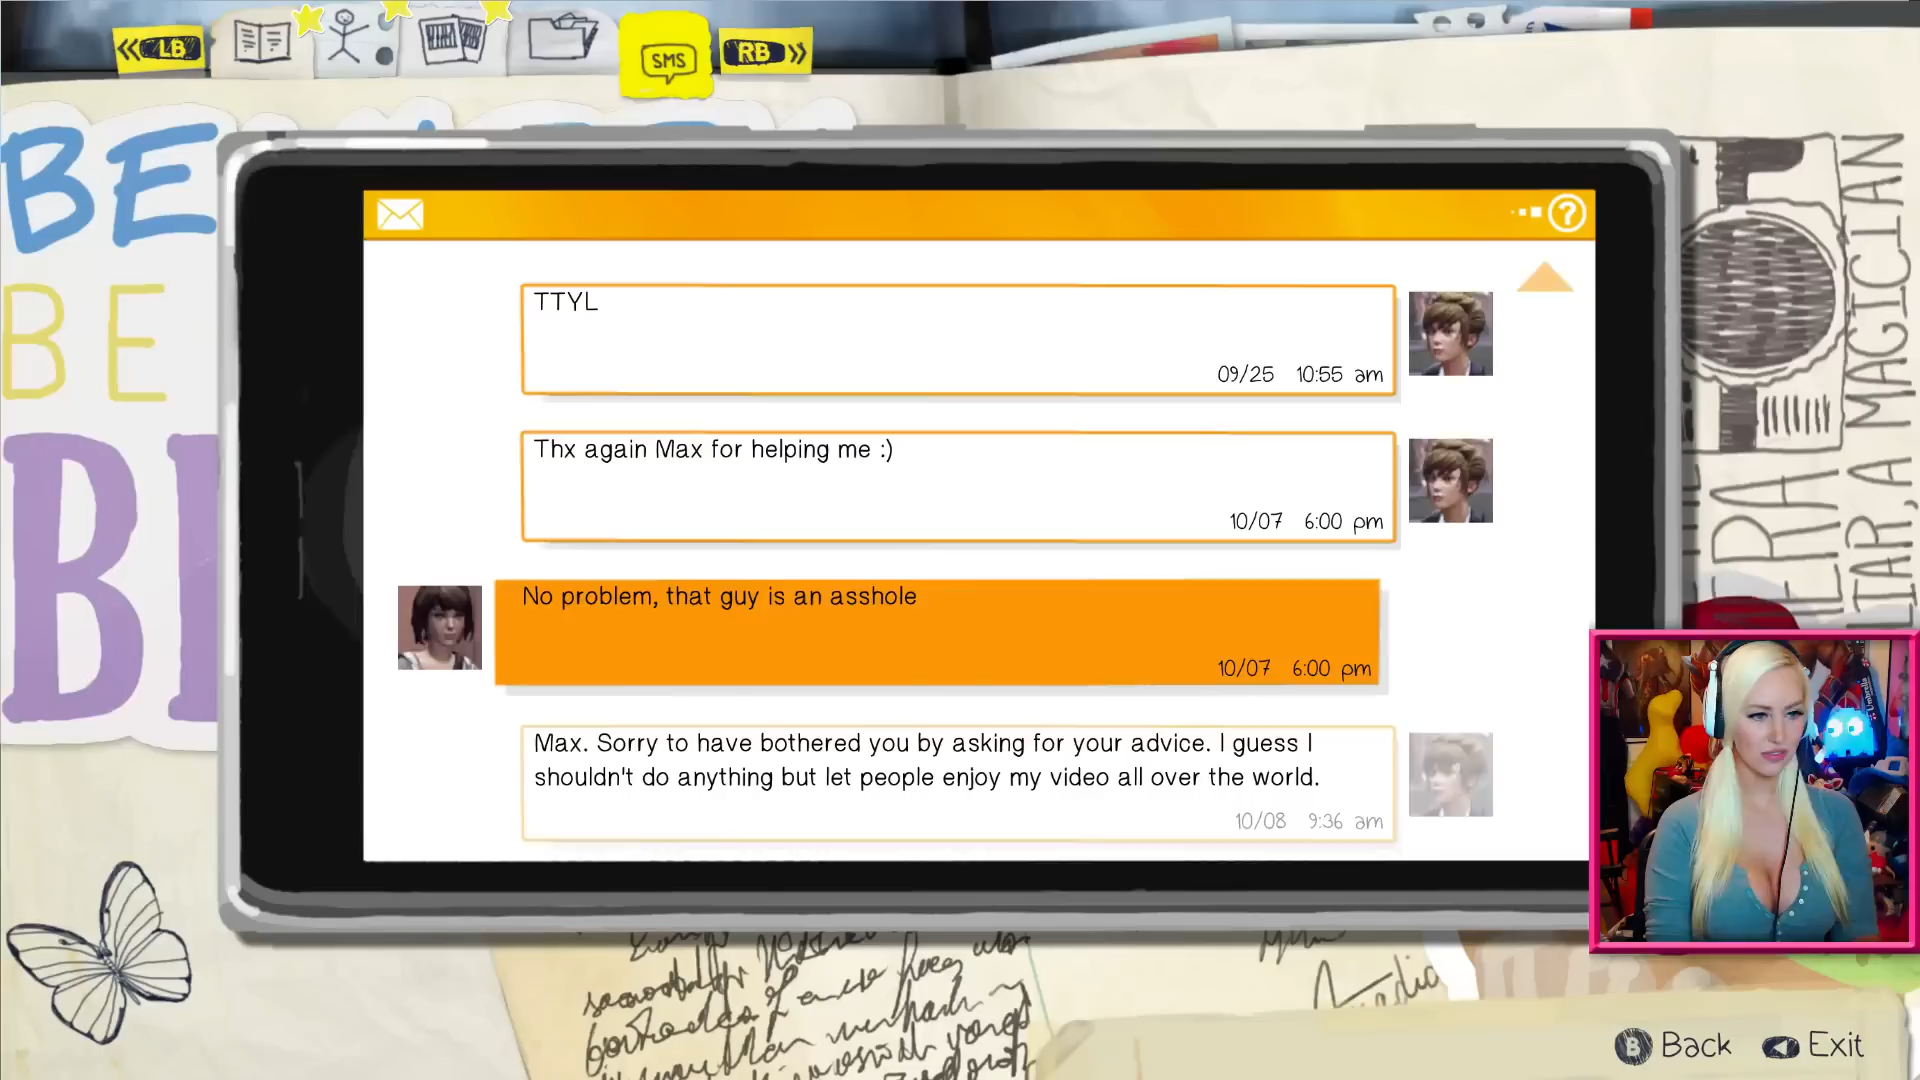 LB
SMS
RB
BE
BE
TTYL
09/25 10:55 am
Thx again Max for helping me :)
10/07 6:00 pm
No problem, that guy is an asshole
10/07 6:00 pm
Max. Sorry to have bothered you by asking for your advice. I guess I
shouldn't do anything but let people enjoy my video all over the world.
10/08 9:36 am
A MAGICIAN
B Back
Exit